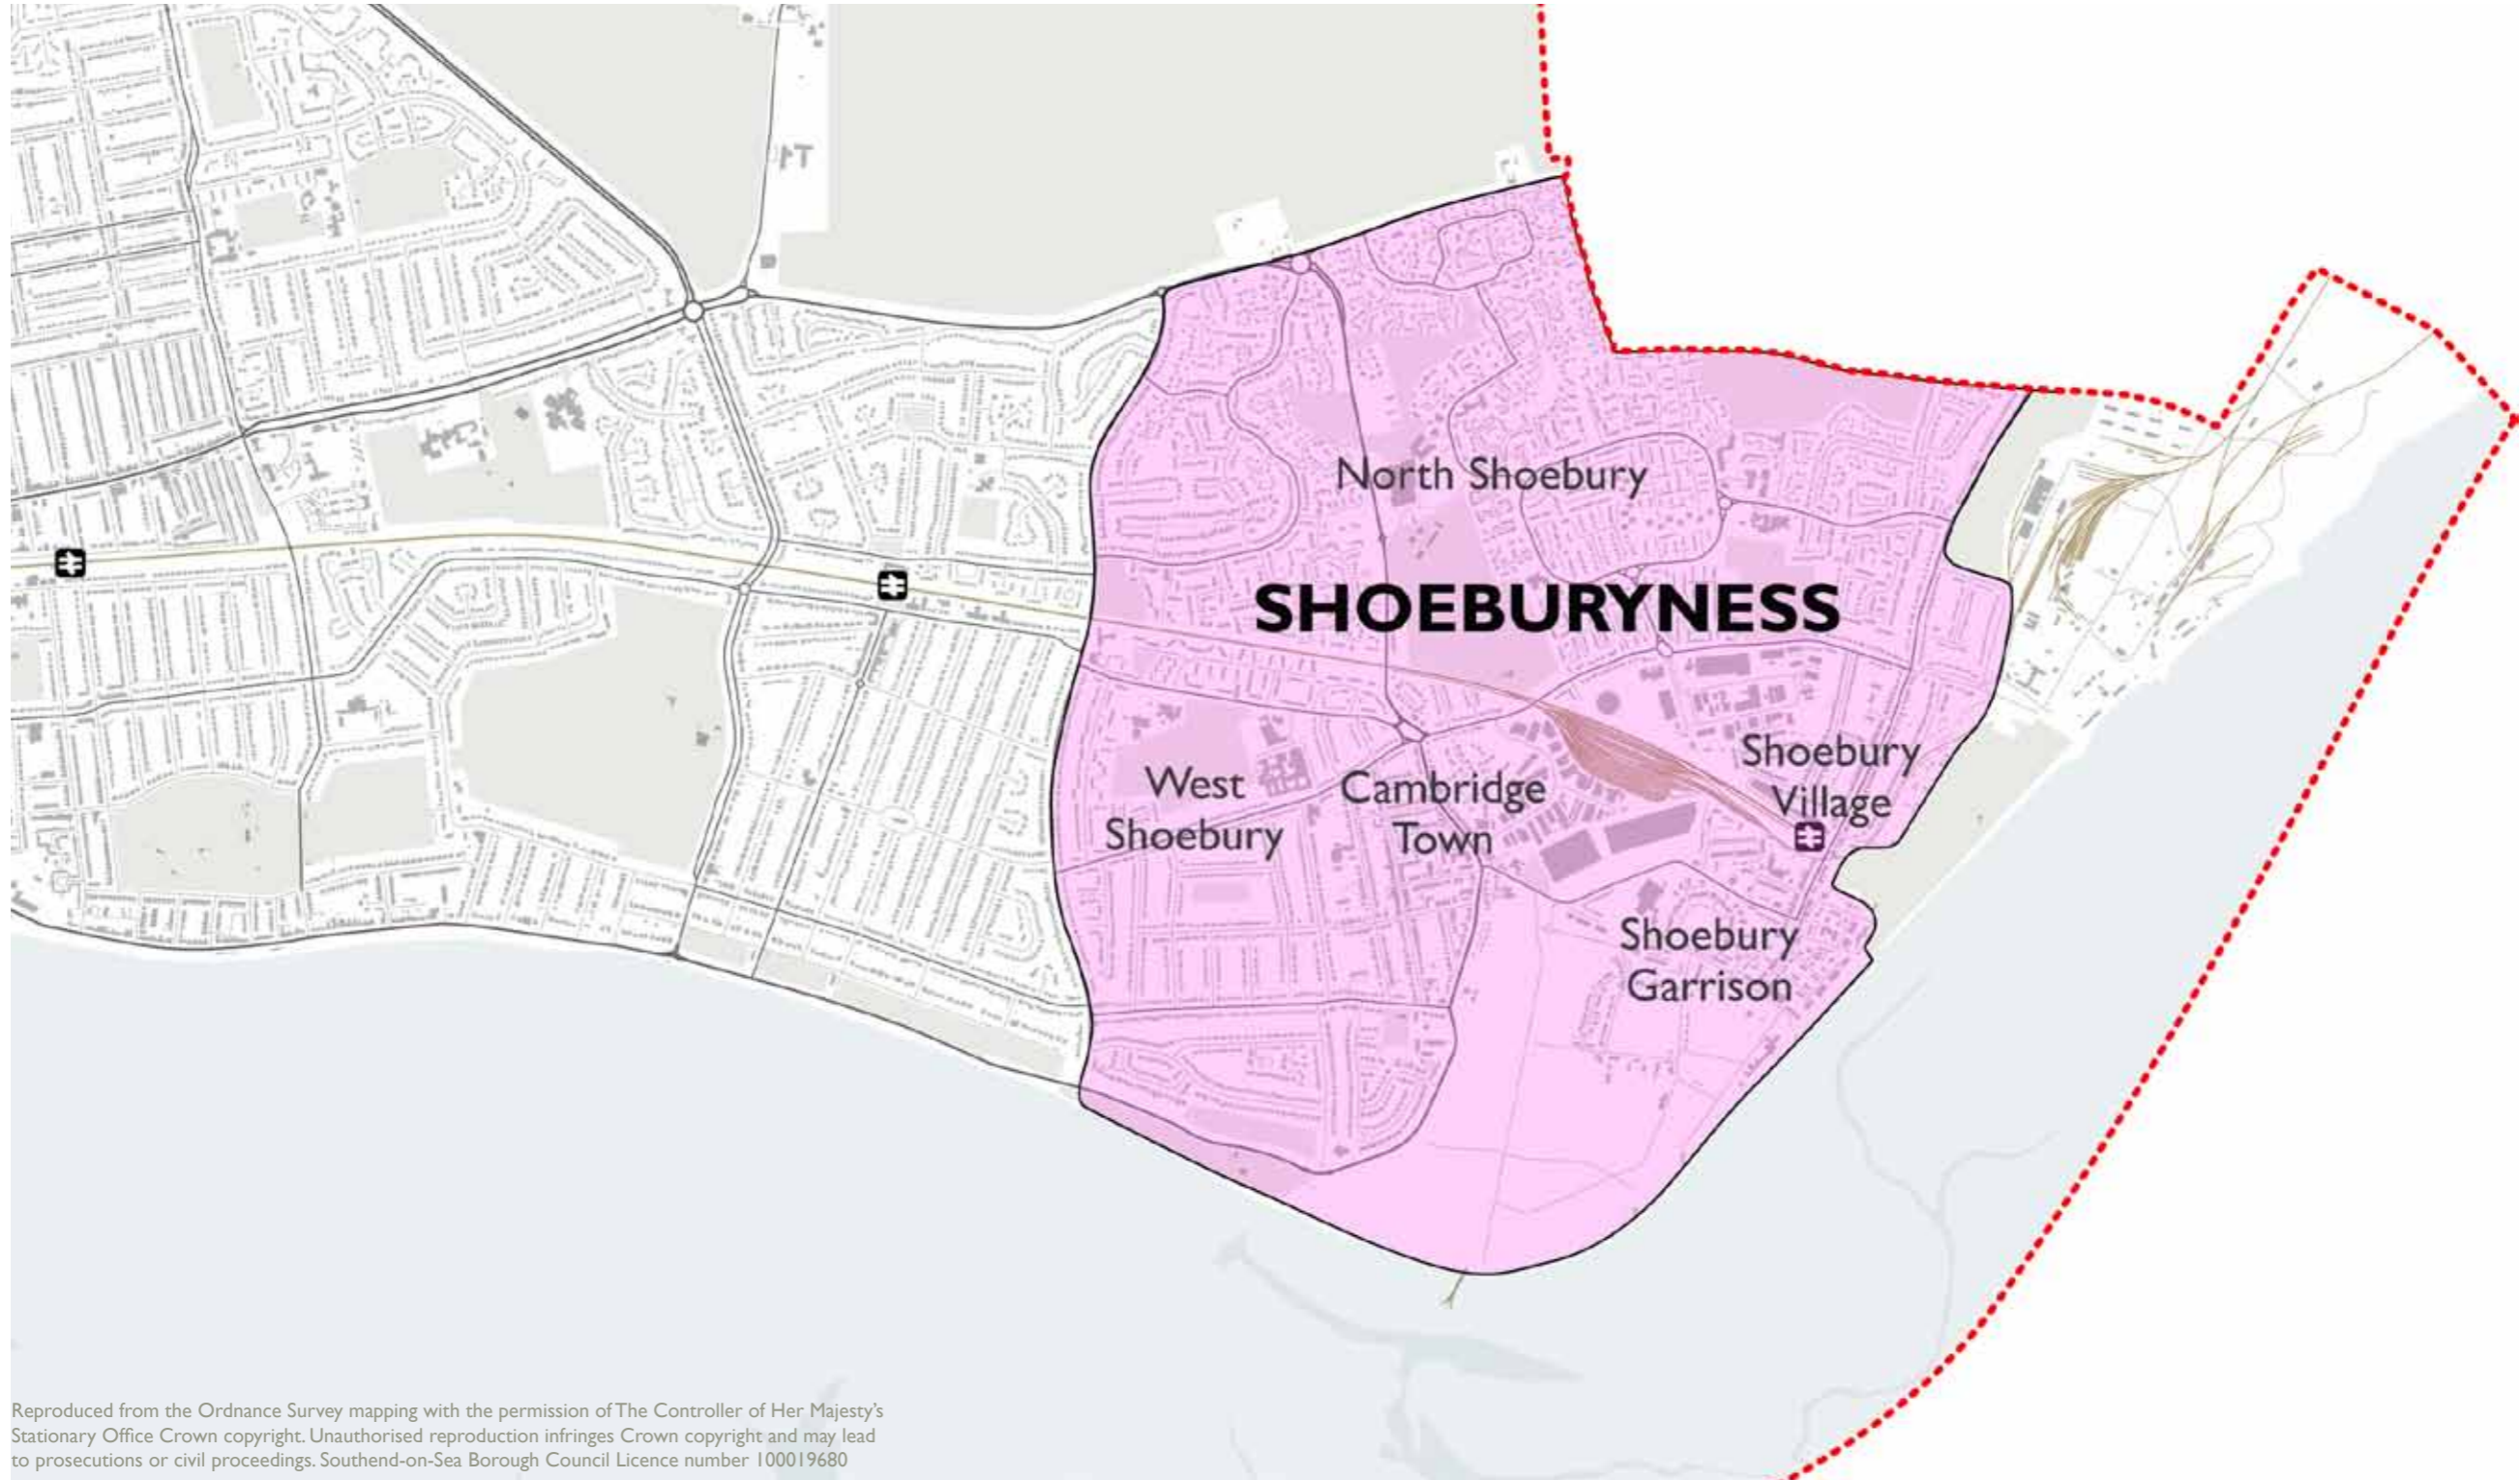 North Shoebury
SHOEBURYNESS
West
Shoebury
Cambridge
Town
Shoebury
Village
Shoebury
Garrison
Reproduced from the Ordnance Survey mapping with the permission of The Controller of Her Majesty's
Stationary Office Crown copyright. Unauthorised reproduction infringes Crown copyright and may lead
to prosecutions or civil proceedings. Southend-on-Sea Borough Council Licence number 100019680